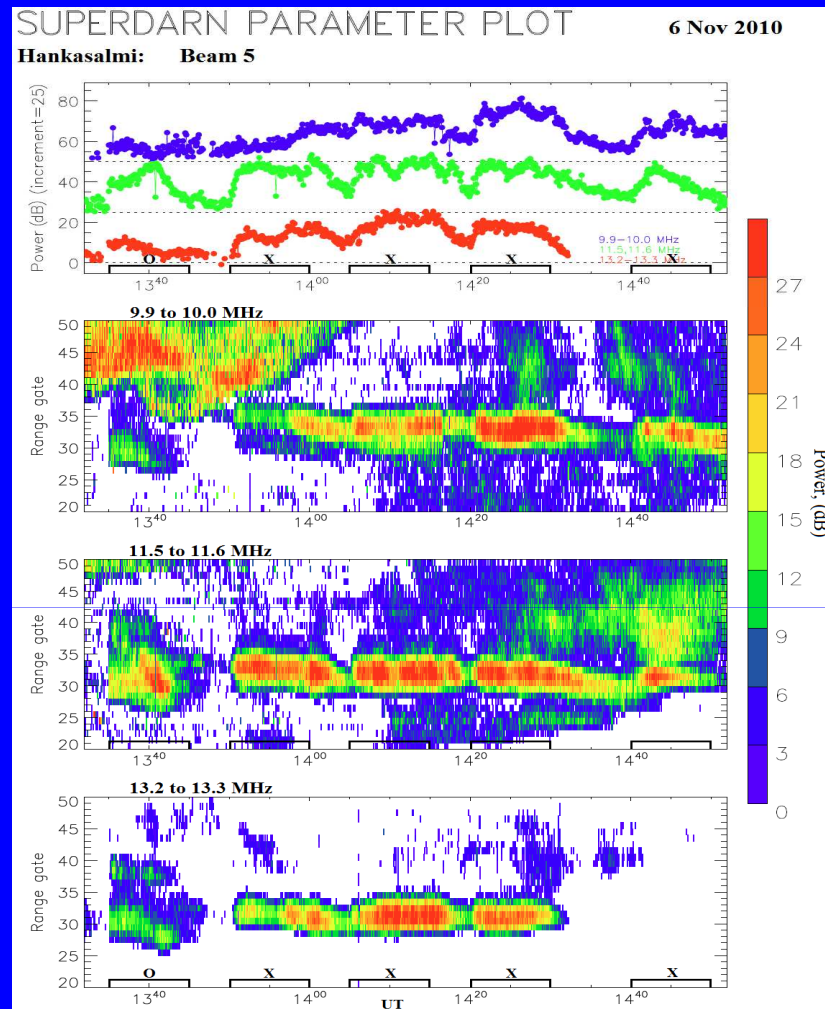 SUPERDARN PARAMETER PLOT
6 Nov 2010
Hankasalmi: Beam 5
Power (dB) (increment=25)
80
60
40
20
0
9.9−10.0 MHz
11.5,11.6 MHz
13.2−13.3 MHz
O X X X X
13⁴⁰ 14⁰⁰ 14²⁰ 14⁴⁰
9.9 to 10.0 MHz
Range gate
50
45
40
35
30
25
20
13⁴⁰ 14⁰⁰ 14²⁰ 14⁴⁰
11.5 to 11.6 MHz
Range gate
50
45
40
35
30
25
20
13⁴⁰ 14⁰⁰ 14²⁰ 14⁴⁰
13.2 to 13.3 MHz
Range gate
50
45
40
35
30
25
20
O X X X X
13⁴⁰ 14⁰⁰ 14²⁰ 14⁴⁰
UT
27
24
21
18
15
12
9
6
3
0
Power, (dB)